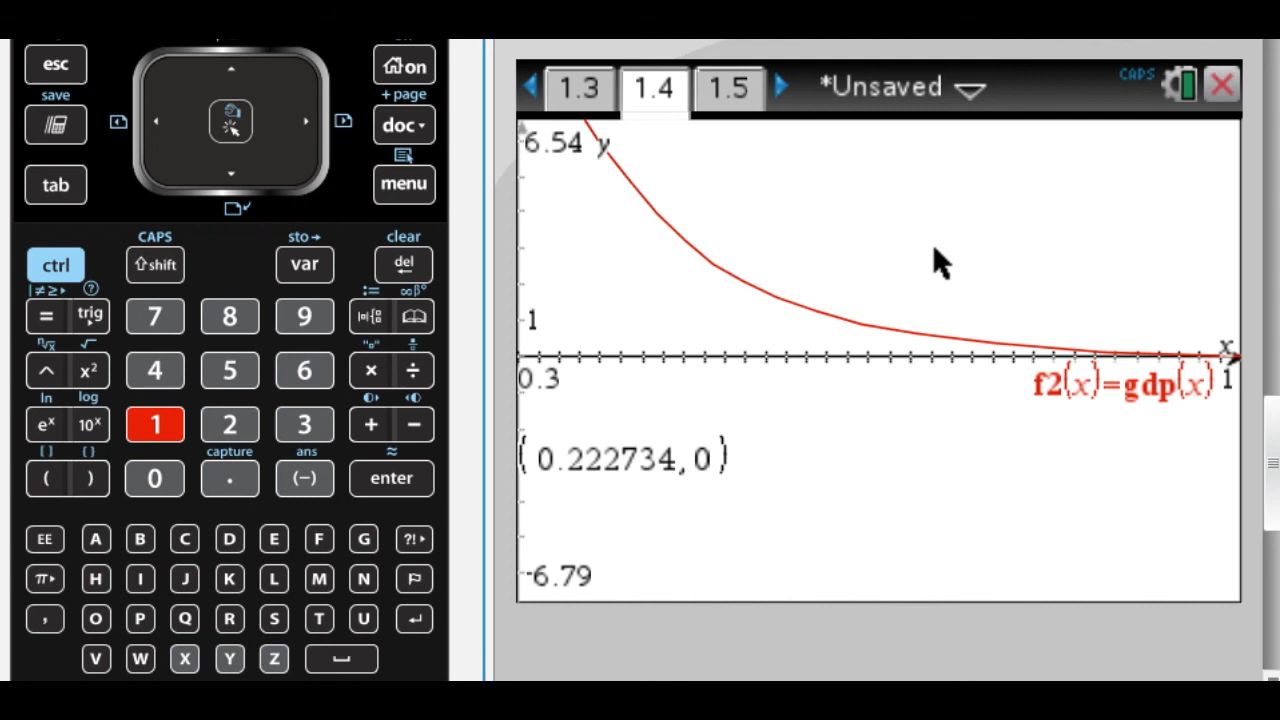 esc
on
save
+ page
doc
tab
menu
CAPS
sto→
clear
ctrl
⇧shift
var
del
|≠≥▸
?
:=
∞β°
=
trig
7
8
9
ⁿ√x
√
^
x²
4
5
6
×
÷
ln
log
eˣ
10ˣ
1
2
3
+
−
[ ]
{ }
capture
ans
≈
(
)
0
.
(−)
enter
EE
A
B
C
D
E
F
G
?!▸
π▸
H
I
J
K
L
M
N
,
O
P
Q
R
S
T
U
V
W
X
Y
Z
1.3
1.4
1.5
*Unsaved
CAPS
6.54 y
1
x
0.3
f2(x)=gdp(x)
1
(0.222734,0)
-6.79